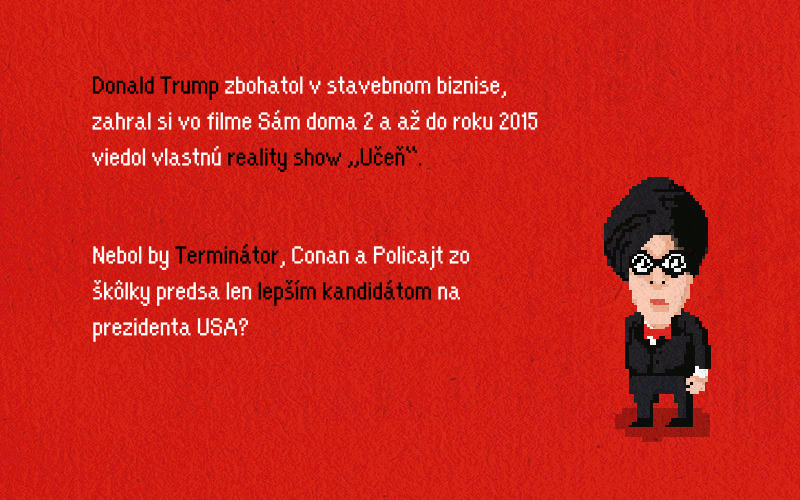 Donald Trump zbohatol v stavebnom biznise,
zahral si vo filme Sám doma 2 a až do roku 2015
viedol vlastnú reality show „Učeň“.
Nebol by Terminátor, Conan a Policajt zo
škôlky predsa len lepším kandidátom na
prezidenta USA?